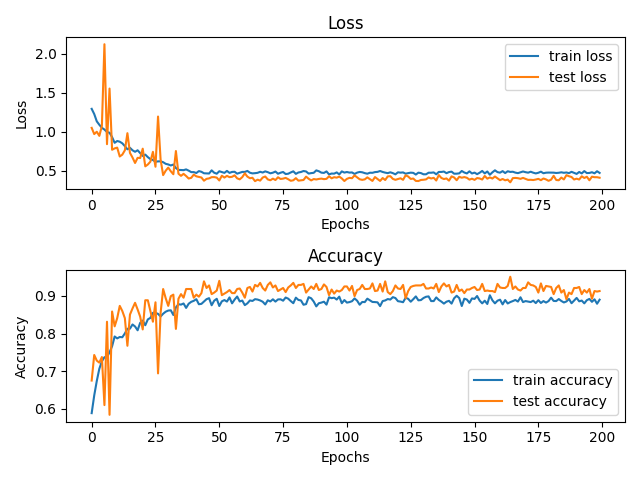 Loss
2.0
1.5
1.0
0.5
Loss
train loss
test loss
0 25 50 75 100 125 150 175 200
Epochs
Accuracy
0.9
0.8
0.7
0.6
Accuracy
train accuracy
test accuracy
0 25 50 75 100 125 150 175 200
Epochs